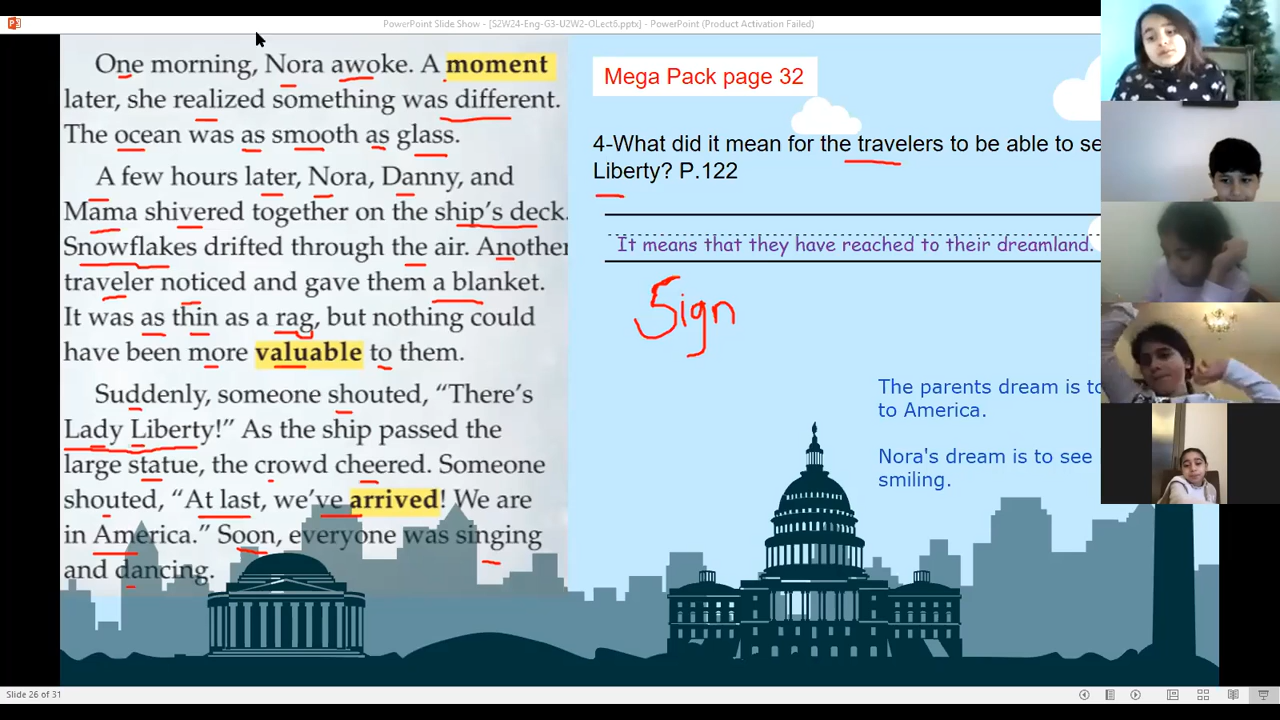 PowerPoint Slide Show - [S2W24-Eng-G3-U2W2-OLect6.pptx] - PowerPoint (Product Activation Failed)
One morning, Nora awoke. A moment
later, she realized something was different.
The ocean was as smooth as glass.
A few hours later, Nora, Danny, and
Mama shivered together on the ship's deck.
Snowflakes drifted through the air. Another
traveler noticed and gave them a blanket.
It was as thin as a rag, but nothing could
have been more valuable to them.
Suddenly, someone shouted, “There's
Lady Liberty!” As the ship passed the
large statue, the crowd cheered. Someone
shouted, “At last, we've arrived! We are
in America.” Soon, everyone was singing
and dancing.
Mega Pack page 32
4-What did it mean for the travelers to be able to se
Liberty? P.122
It means that they have reached to their dreamland.
Sign
The parents dream is to
to America.
Nora's dream is to see
smiling.
Slide 26 of 31